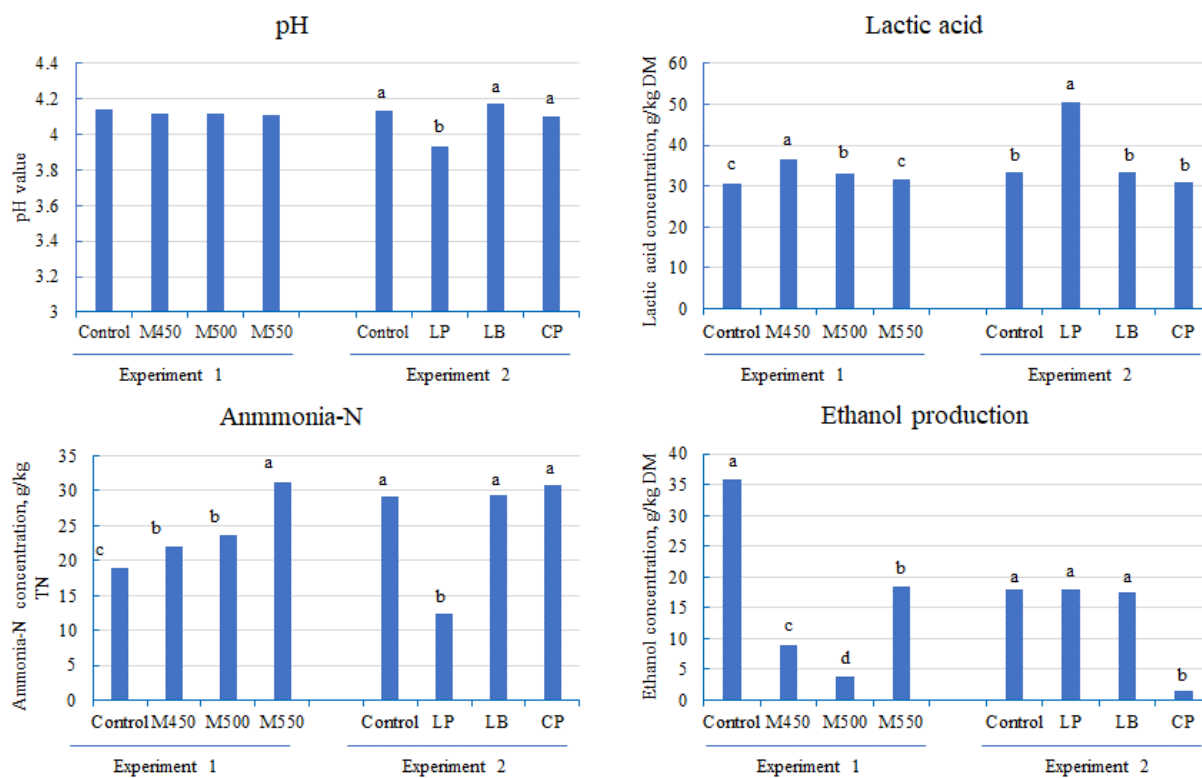 pH
pH value
4.4
4.2
4
3.8
3.6
3.4
3.2
3
a
b
a
a
Control M450 M500 M550 Control LP LB CP
Experiment 1 Experiment 2
Lactic acid
Lactic acid concentration, g/kg DM
60
50
40
30
20
10
0
c
a
b
c
b
a
b
b
Control M450 M500 M550 Control LP LB CP
Experiment 1 Experiment 2
Anmmonia-N
Ammonia-N concentration, g/kg
TN
35
30
25
20
15
10
5
0
c
b
b
a
a
b
a
a
Control M450 M500 M550 Control LP LB CP
Experiment 1 Experiment 2
Ethanol production
Ethanol concentration, g/kg DM
40
35
30
25
20
15
10
5
0
a
c
d
b
a
a
a
b
Control M450 M500 M550 Control LP LB CP
Experiment 1 Experiment 2